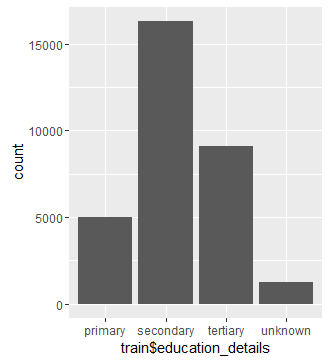 15000
10000
5000
0
count
primary secondary tertiary unknown
train$education_details